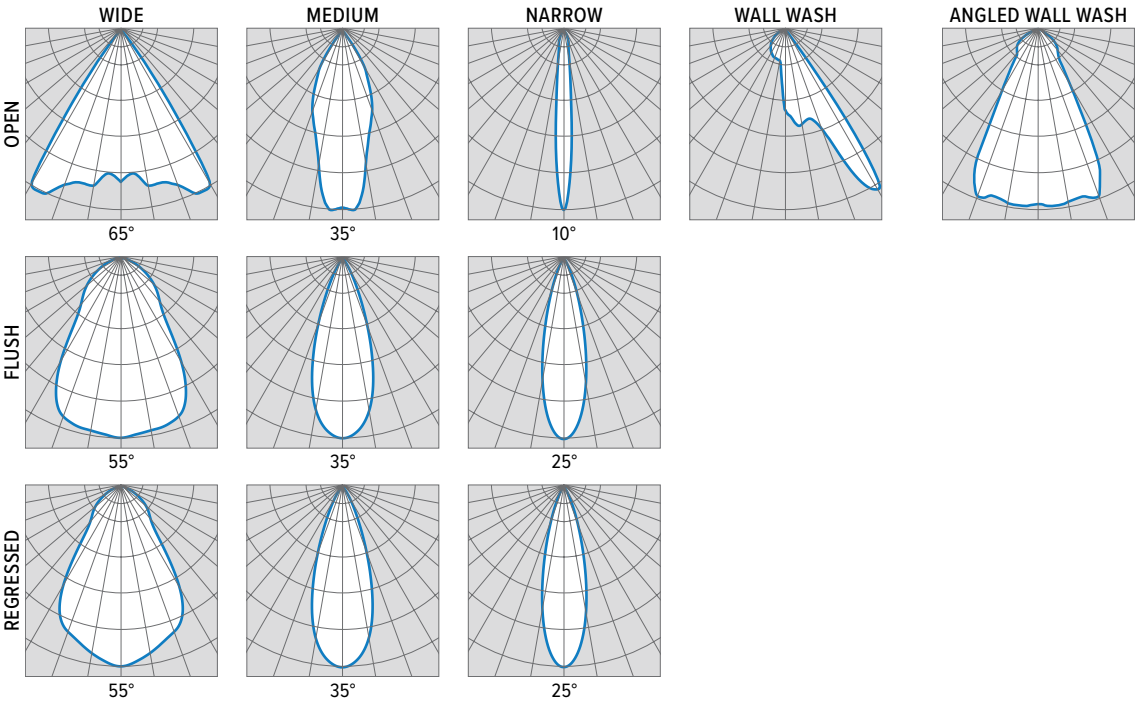 WIDE
MEDIUM
NARROW
WALL WASH
ANGLED WALL WASH
OPEN
65°
35°
10°
FLUSH
55°
35°
25°
REGRESSED
55°
35°
25°